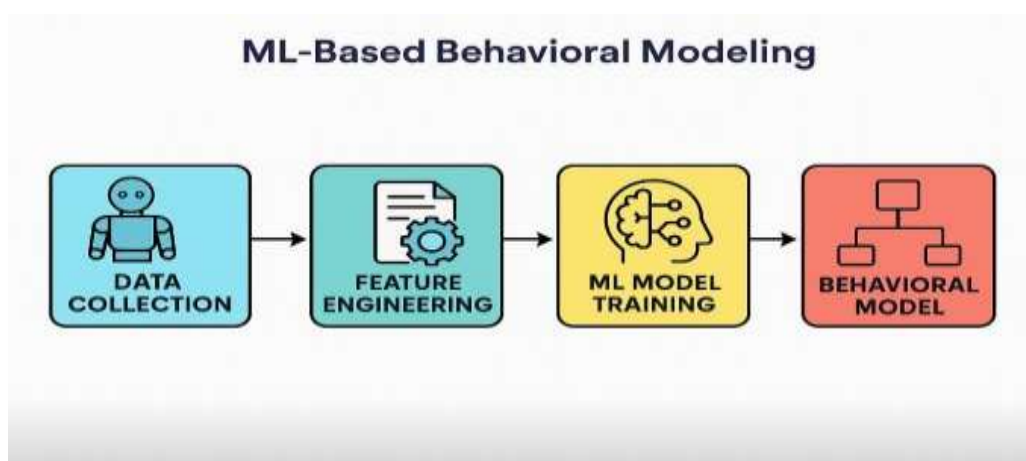 ML-Based Behavioral Modeling
DATA
COLLECTION
FEATURE
ENGINEERING
ML MODEL
TRAINING
BEHAVIORAL
MODEL